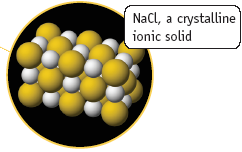 NaCl, a crystalline
ionic solid